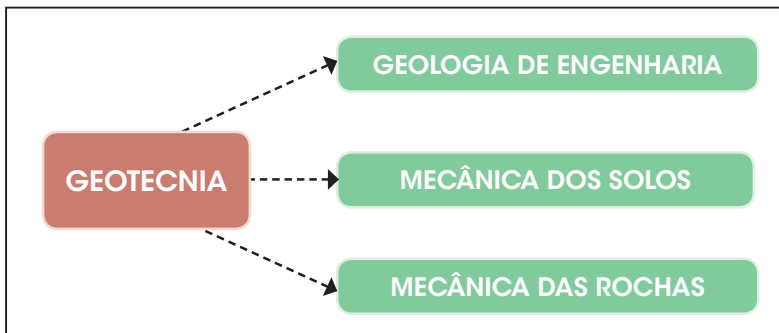 GEOLOGIA DE ENGENHARIA
GEOTECNIA
MECÂNICA DOS SOLOS
MECÂNICA DAS ROCHAS